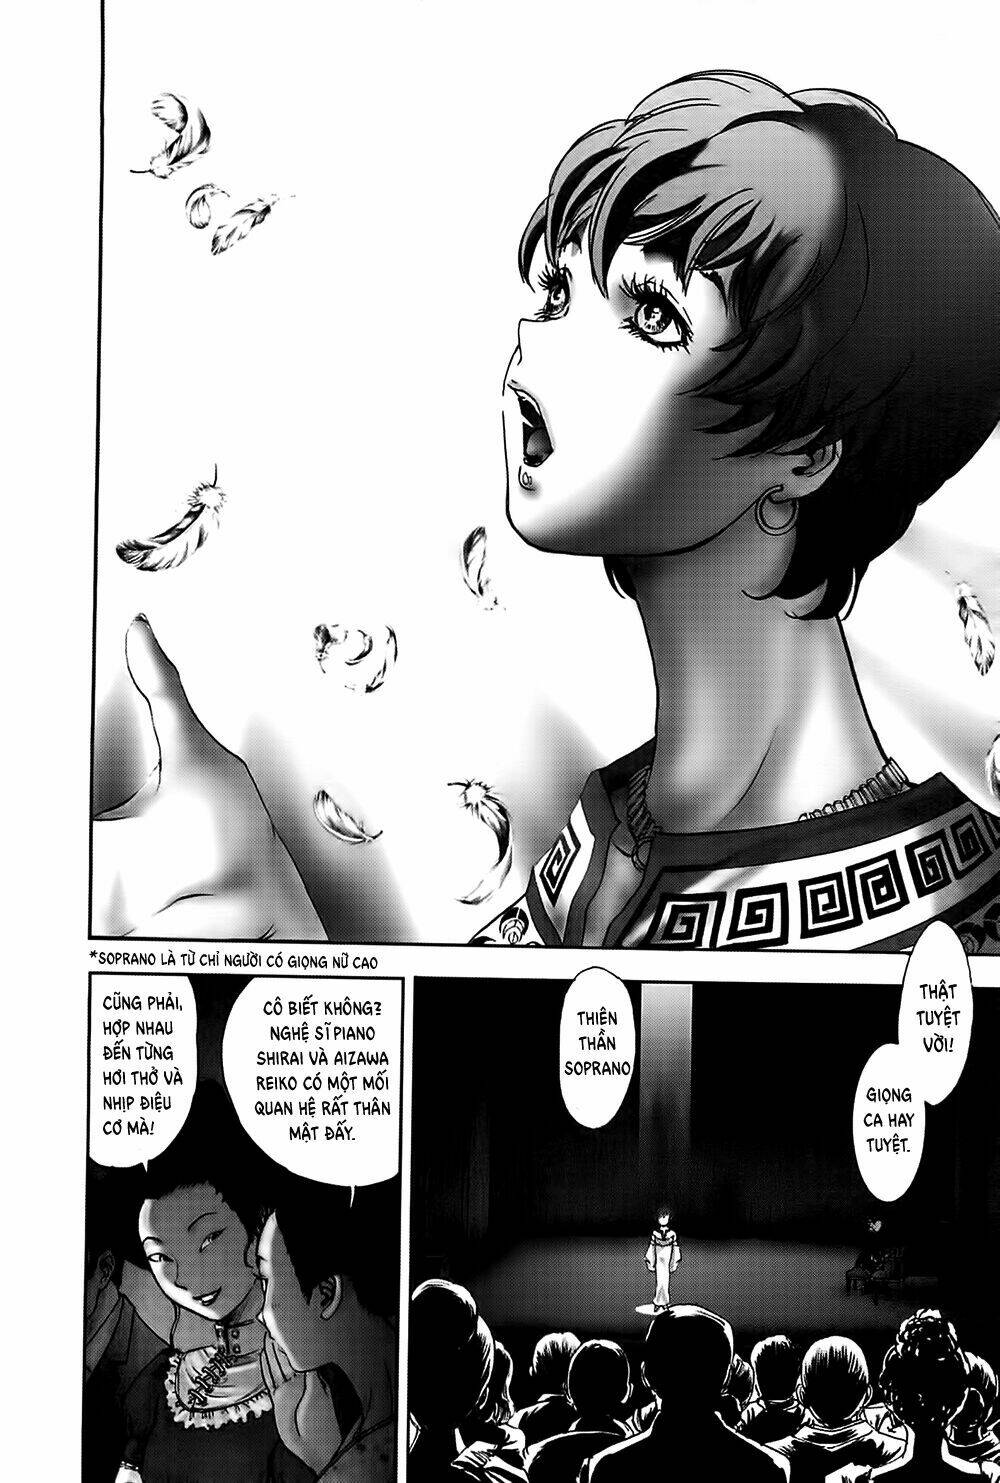 *SOPRANO LÀ TỪ CHỈ NGƯỜI CÓ GIỌNG NỮ CAO
THẬT
TUYỆT
VỜI!
GIỌNG
CA HAY
TUYỆT.
THIÊN
THẦN
SOPRANO
CÔ BIẾT KHÔNG?
NGHỆ SĨ PIANO
SHIRAI VÀ AIZAWA
REIKO CÓ MỘT MỐI
QUAN HỆ RẤT THÂN
MẬT ĐẤY.
CŨNG PHẢI,
HỢP NHAU
ĐẾN TỪNG
HƠI THỞ VÀ
NHỊP ĐIỆU
CƠ MÀ!